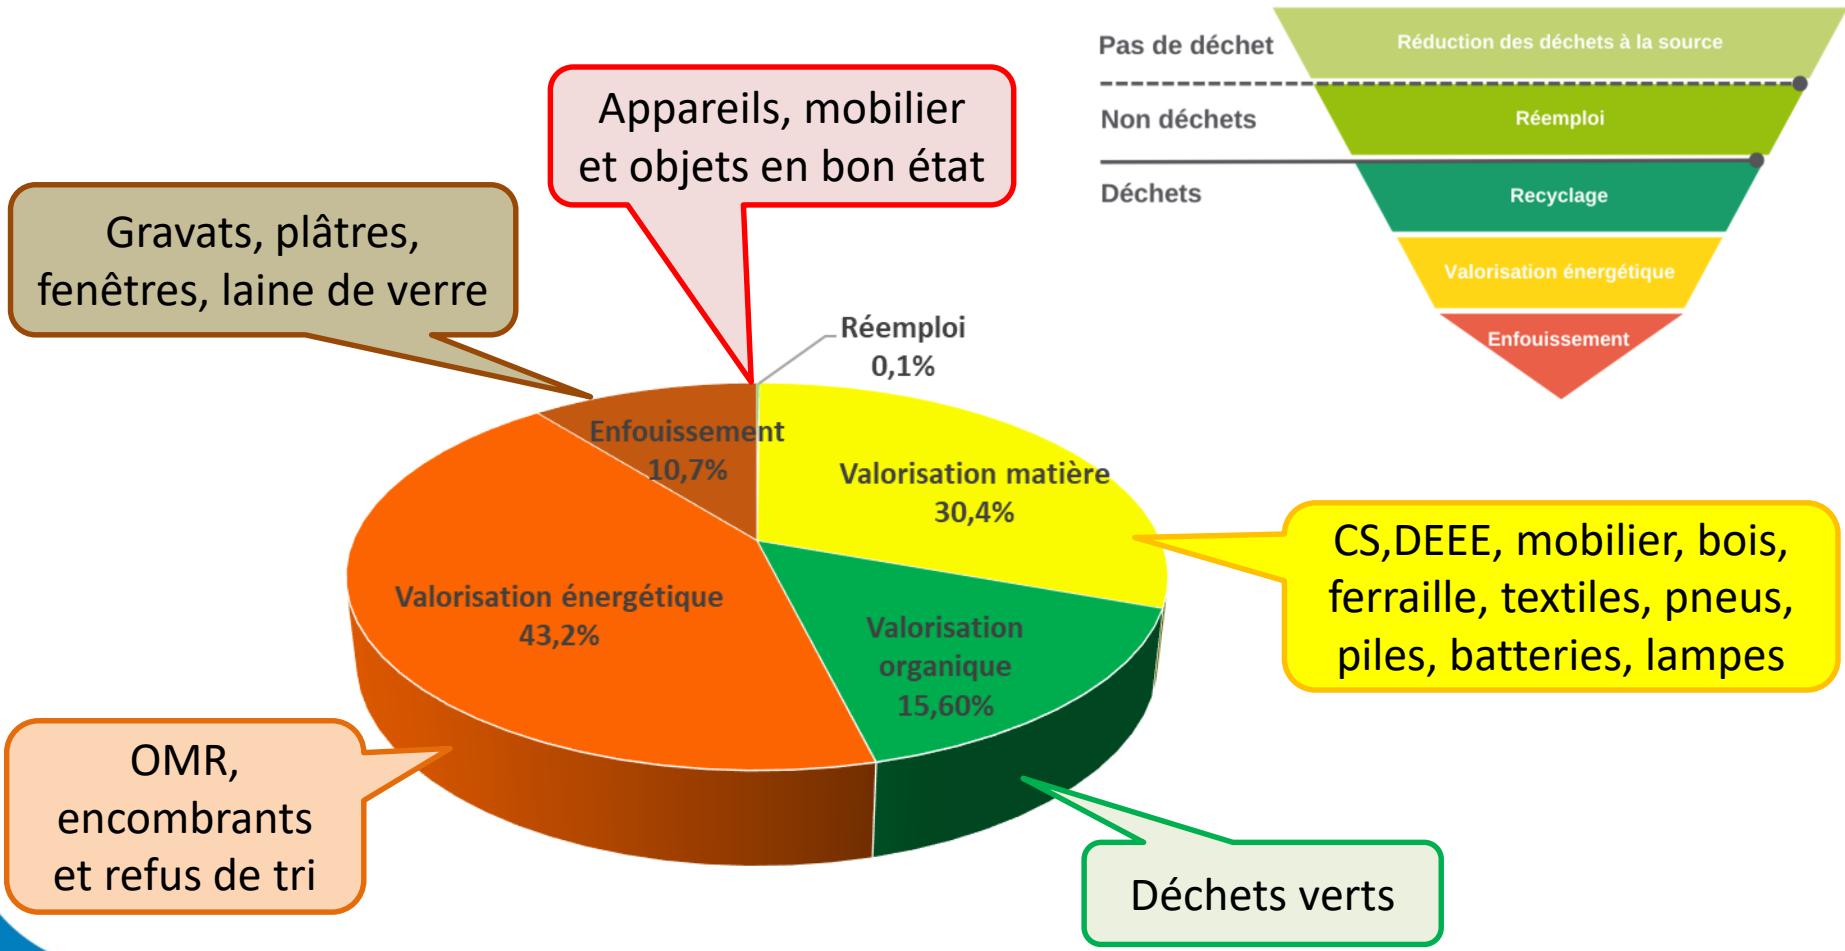 Pas de déchet
Réduction des déchets à la source
Non déchets
Réemploi
Déchets
Recyclage
Valorisation énergétique
Enfouissement
Appareils, mobilier
et objets en bon état
Gravats, plâtres,
fenêtres, laine de verre
Réemploi
0,1%
Enfouissement
10,7%
Valorisation matière
30,4%
CS,DEEE, mobilier, bois,
ferraille, textiles, pneus,
piles, batteries, lampes
Valorisation énergétique
43,2%
Valorisation
organique
15,60%
OMR,
encombrants
et refus de tri
Déchets verts